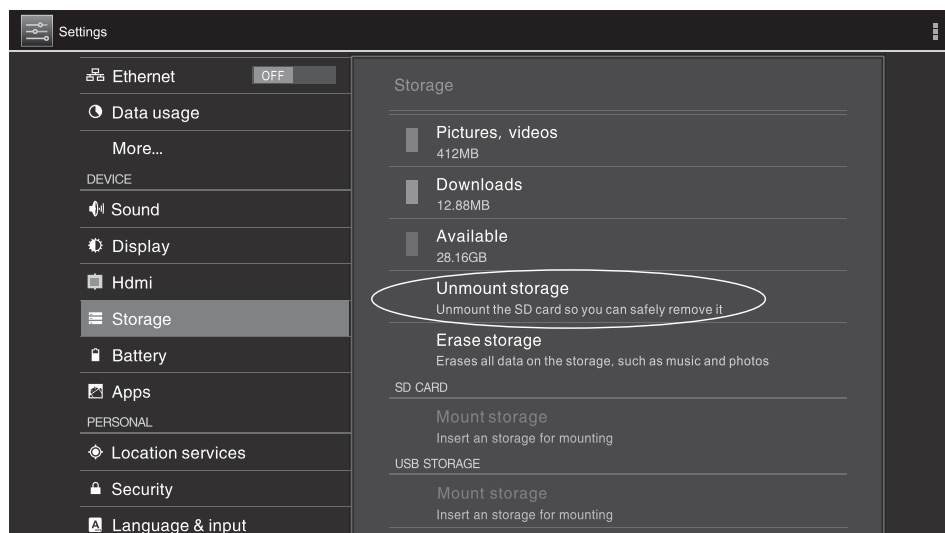 Settings
Ethernet
OFF
Data usage
More...
DEVICE
Sound
Display
Hdmi
Storage
Battery
Apps
PERSONAL
Location services
Security
A Language & input
Storage
Pictures, videos
412MB
Downloads
12.88MB
Available
28.16GB
Unmount storage
Unmount the SD card so you can safely remove it
Erase storage
Erases all data on the storage, such as music and photos
SD CARD
Mount storage
Insert an storage for mounting
USB STORAGE
Mount storage
Insert an storage for mounting